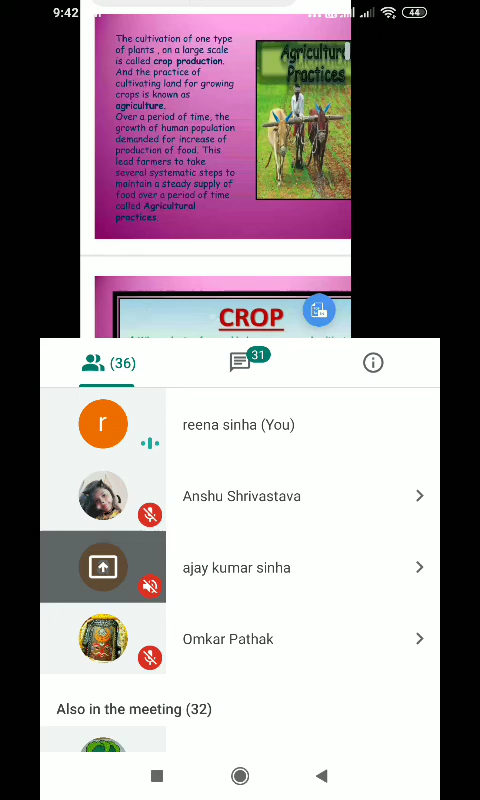 9:42
44
The cultivation of one type
of plants , on a large scale
is called crop production.
And the practice of
cultivating land for growing
crops is known as
agriculture.
Over a period of time, the
growth of human population
demanded for increase of
production of food. This
lead farmers to take
several systematic steps to
maintain a steady supply of
food over a period of time
called Agricultural
practices
Agricultur
Practices
CROP
(36)
31
r
reena sinha (You)
Anshu Shrivastava
ajay kumar sinha
Omkar Pathak
Also in the meeting (32)